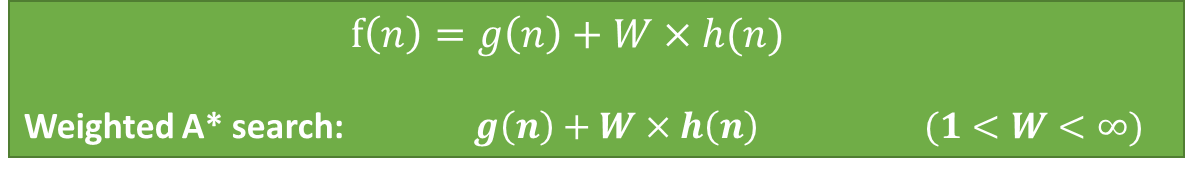 f(n) = g(n) + W × h(n)
Weighted A* search: g(n) + W × h(n) (1 < W < ∞)